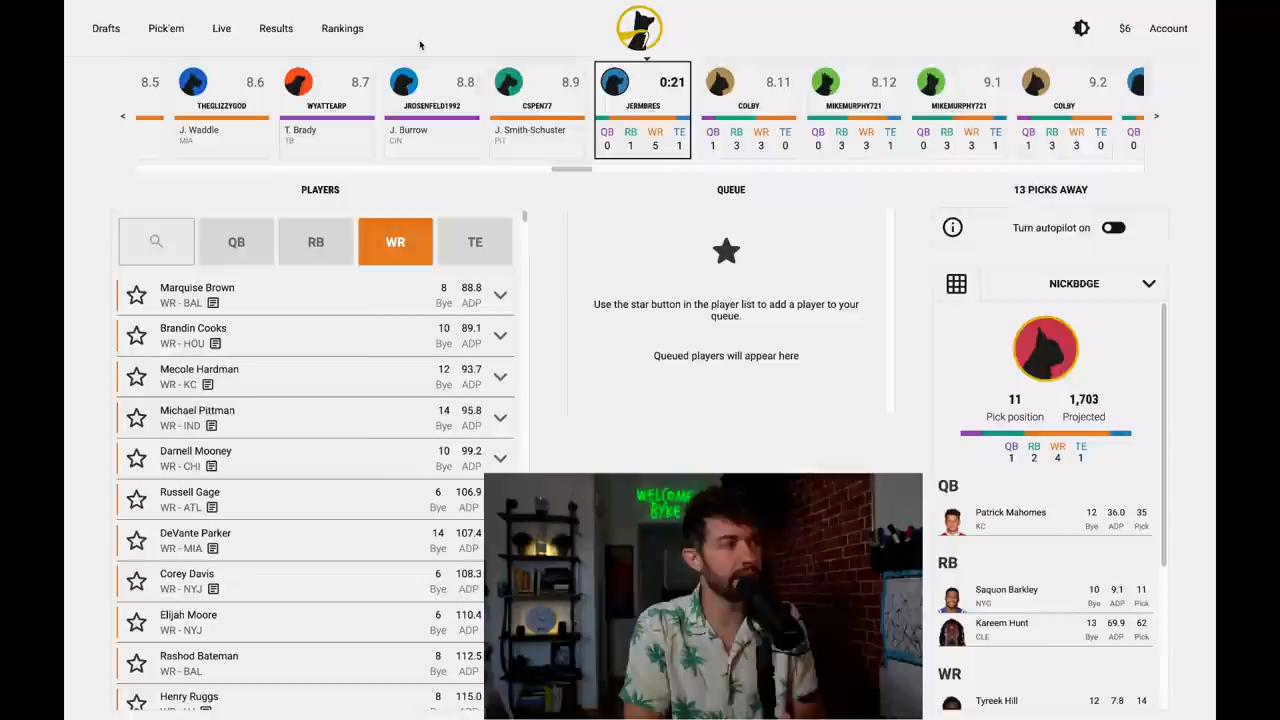 Drafts Pick'em Live Results Rankings $6 Account
8.5 8.6 8.7 8.8 8.9 0:21 8.11 8.12 9.1 9.2
THEGLIZZYGOD WYATTEARP JROSENFELD1992 CSPEN77 JERMBRES COLBY MIKEMURPHY721 MIKEMURPHY721 COLBY
< J. Waddle T. Brady J. Burrow J. Smith-Schuster QB RB WR TE QB RB WR TE QB RB WR TE QB RB WR TE QB RB WR TE QB >
MIA TB CIN PIT 0 1 5 1 1 3 3 0 0 3 3 1 0 3 3 1 1 3 3 0 0
PLAYERS QUEUE 13 PICKS AWAY
QB RB WR TE
Turn autopilot on
Marquise Brown 8 88.8
WR - BAL Bye ADP
Brandin Cooks 10 89.1
WR - HOU Bye ADP
Mecole Hardman 12 93.7
WR - KC Bye ADP
Michael Pittman 14 95.8
WR - IND Bye ADP
Darnell Mooney 10 99.2
WR - CHI Bye ADP
Russell Gage 6 106.9
WR - ATL Bye ADP
DeVante Parker 14 107.4
WR - MIA Bye ADP
Corey Davis 6 108.3
WR - NYJ Bye ADP
Elijah Moore 6 110.4
WR - NYJ Bye ADP
Rashod Bateman 8 112.5
WR - BAL Bye ADP
Henry Ruggs 8 115.0
Use the star button in the player list to add a player to your
queue.
Queued players will appear here
WELCOME
BYKE
NICKBDGE
11 1,703
Pick position Projected
QB RB WR TE
1 2 4 1
QB
Patrick Mahomes 12 36.0 35
KC Bye ADP Pick
RB
Saquon Barkley 10 9.1 11
NYG Bye ADP Pick
Kareem Hunt 13 69.9 62
CLE Bye ADP Pick
WR
Tyreek Hill 12 7.8 14